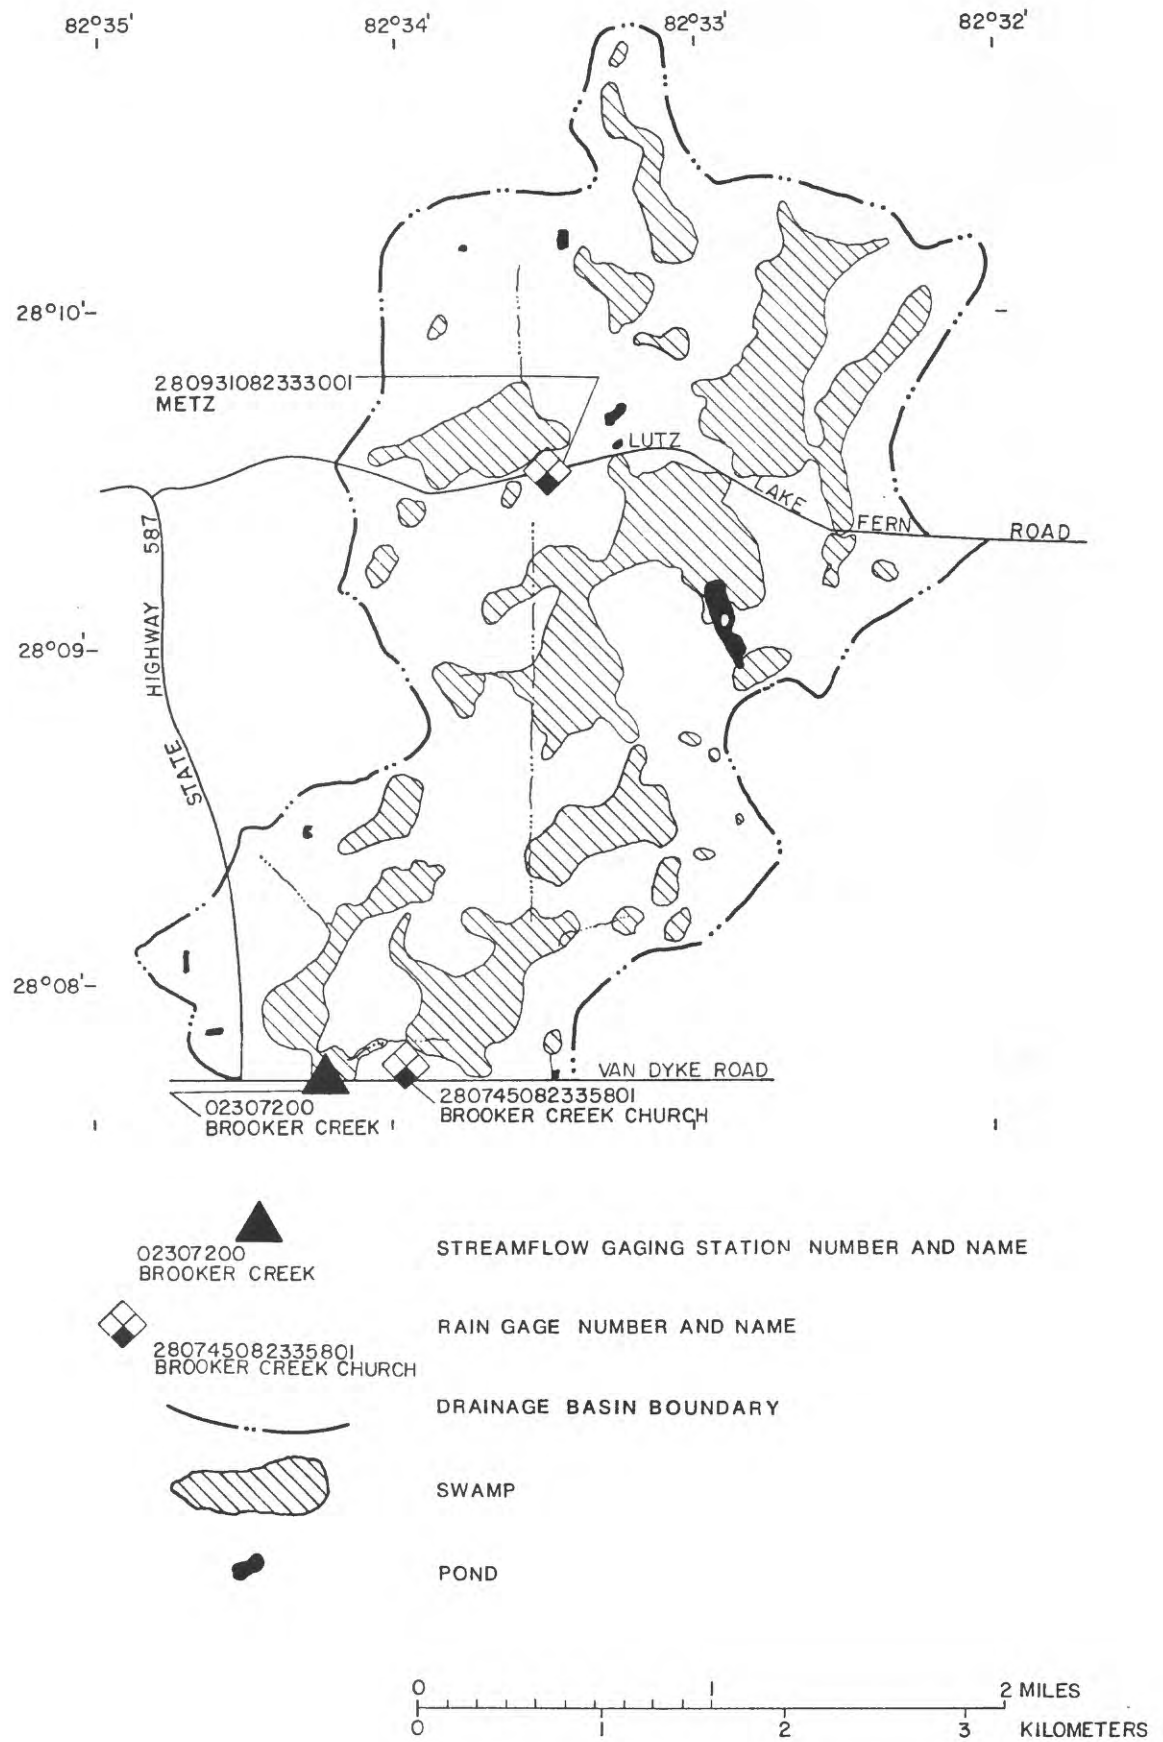 82°35' 82°34' 82°33' 82°32'
28°10'
280931082333001
METZ
LUTZ
LAKE
FERN
ROAD
STATE HIGHWAY 587
28°09'
28°08'
VAN DYKE ROAD
02307200
BROOKER CREEK
280745082335801
BROOKER CREEK CHURCH
02307200
BROOKER CREEK
STREAMFLOW GAGING STATION NUMBER AND NAME
280745082335801
BROOKER CREEK CHURCH
RAIN GAGE NUMBER AND NAME
DRAINAGE BASIN BOUNDARY
SWAMP
POND
0 1 2 MILES
0 1 2 3 KILOMETERS